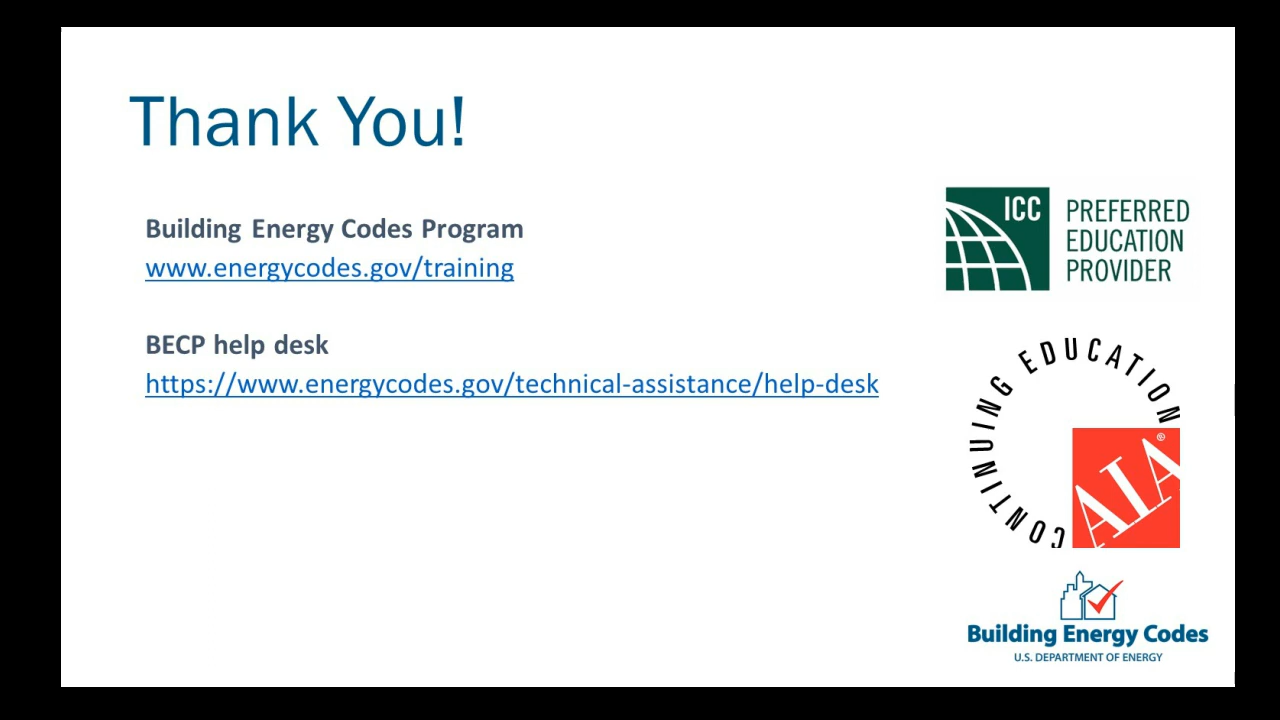 Thank You!
Building Energy Codes Program
www.energycodes.gov/training
BECP help desk
https://www.energycodes.gov/technical-assistance/help-desk
ICC
PREFERRED
EDUCATION
PROVIDER
CONTINUING EDUCATION
AIA®
Building Energy Codes
U.S. DEPARTMENT OF ENERGY